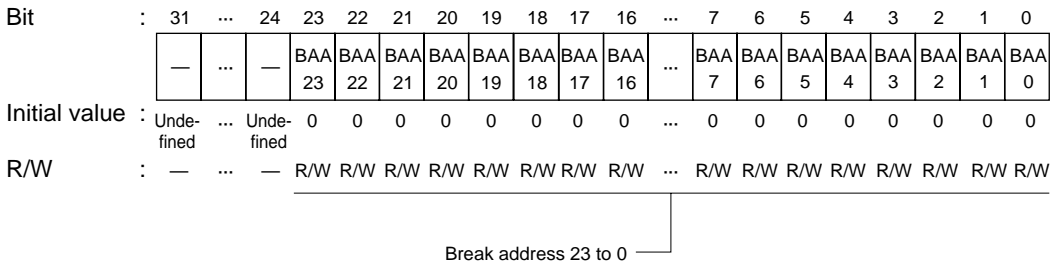 Bit : 31 ... 24 23 22 21 20 19 18 17 16 ... 7 6 5 4 3 2 1 0
— ... — BAA BAA BAA BAA BAA BAA BAA BAA ... BAA BAA BAA BAA BAA BAA BAA BAA
23 22 21 20 19 18 17 16 7 6 5 4 3 2 1 0
Initial value : Unde- ... Unde- 0 0 0 0 0 0 0 0 ... 0 0 0 0 0 0 0 0
fined fined
R/W : — ... — R/W R/W R/W R/W R/W R/W R/W R/W ... R/W R/W R/W R/W R/W R/W R/W R/W
Break address 23 to 0